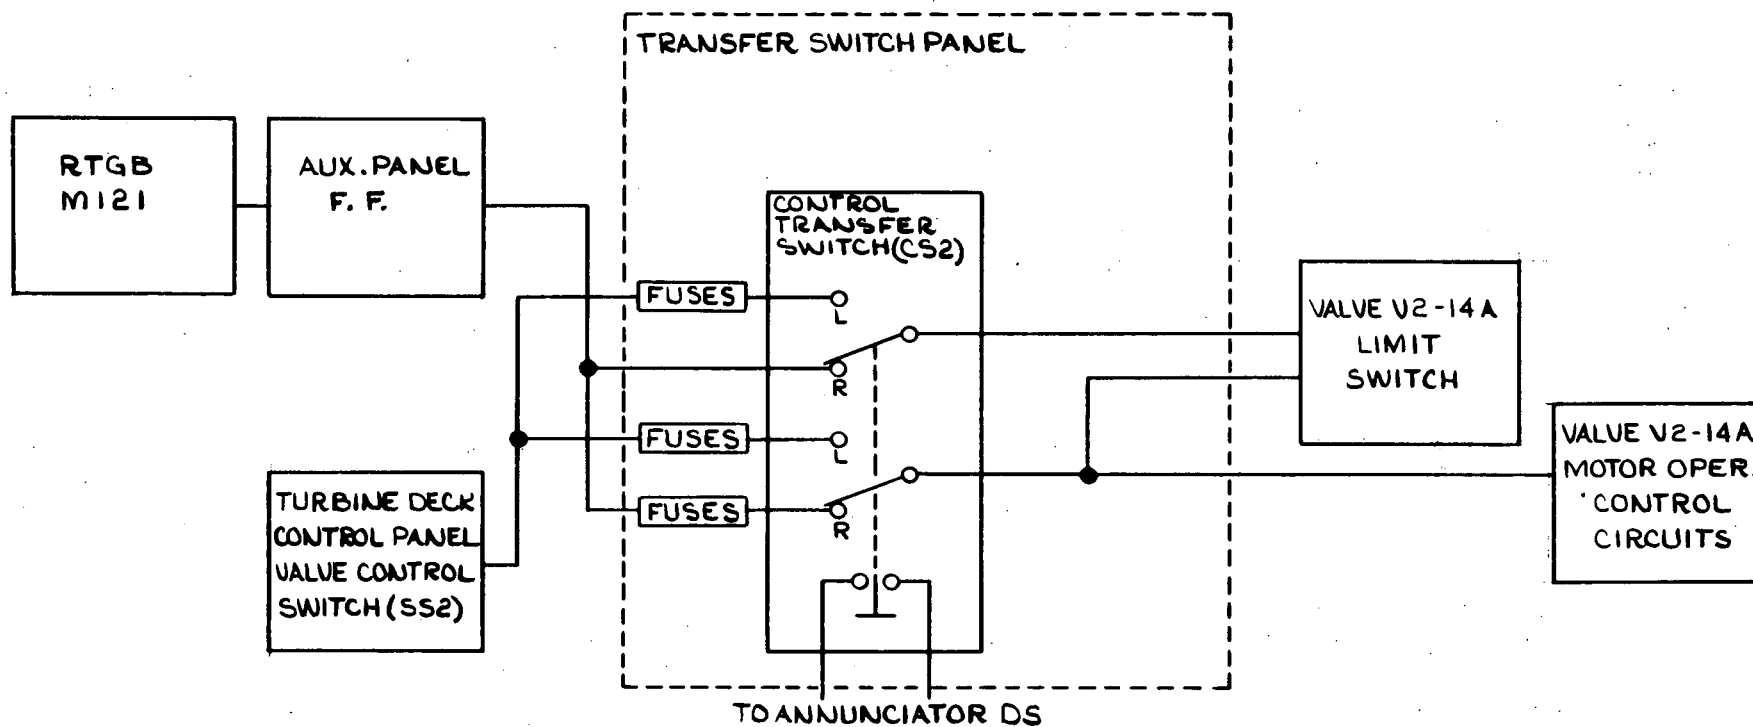 TRANSFER SWITCH PANEL
RTGB
M121
AUX. PANEL
F. F.
CONTROL
TRANSFER
SWITCH (CS2)
FUSES
L
R
FUSES
L
FUSES
R
VALVE V2-14A
LIMIT
SWITCH
VALVE V2-14A
MOTOR OPER.
CONTROL
CIRCUITS
TURBINE DECK
CONTROL PANEL
VALVE CONTROL
SWITCH (SS2)
TO ANNUNCIATOR DS